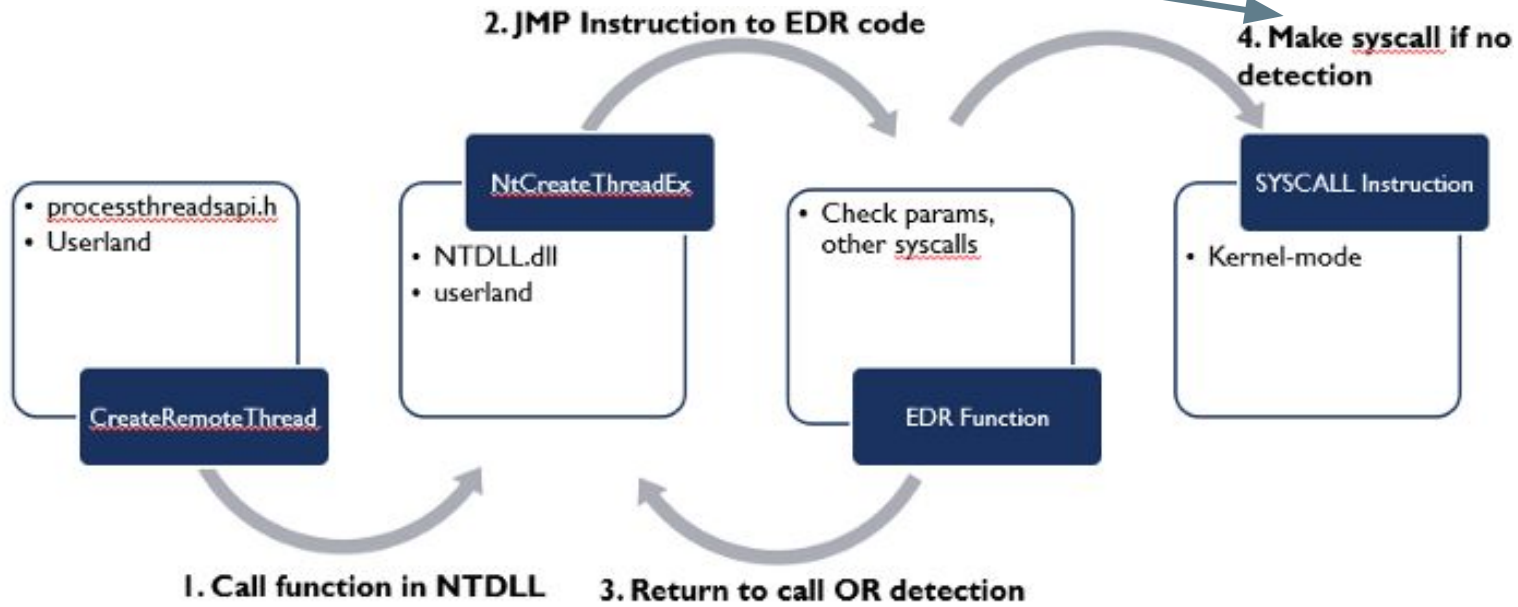 2. JMP Instruction to EDR code
4. Make syscall if no
detection
• processthreadsapi.h
• Userland
CreateRemoteThread
NtCreateThreadEx
• NTDLL.dll
• userland
• Check params,
other syscalls
EDR Function
SYSCALL Instruction
• Kernel-mode
1. Call function in NTDLL
3. Return to call OR detection